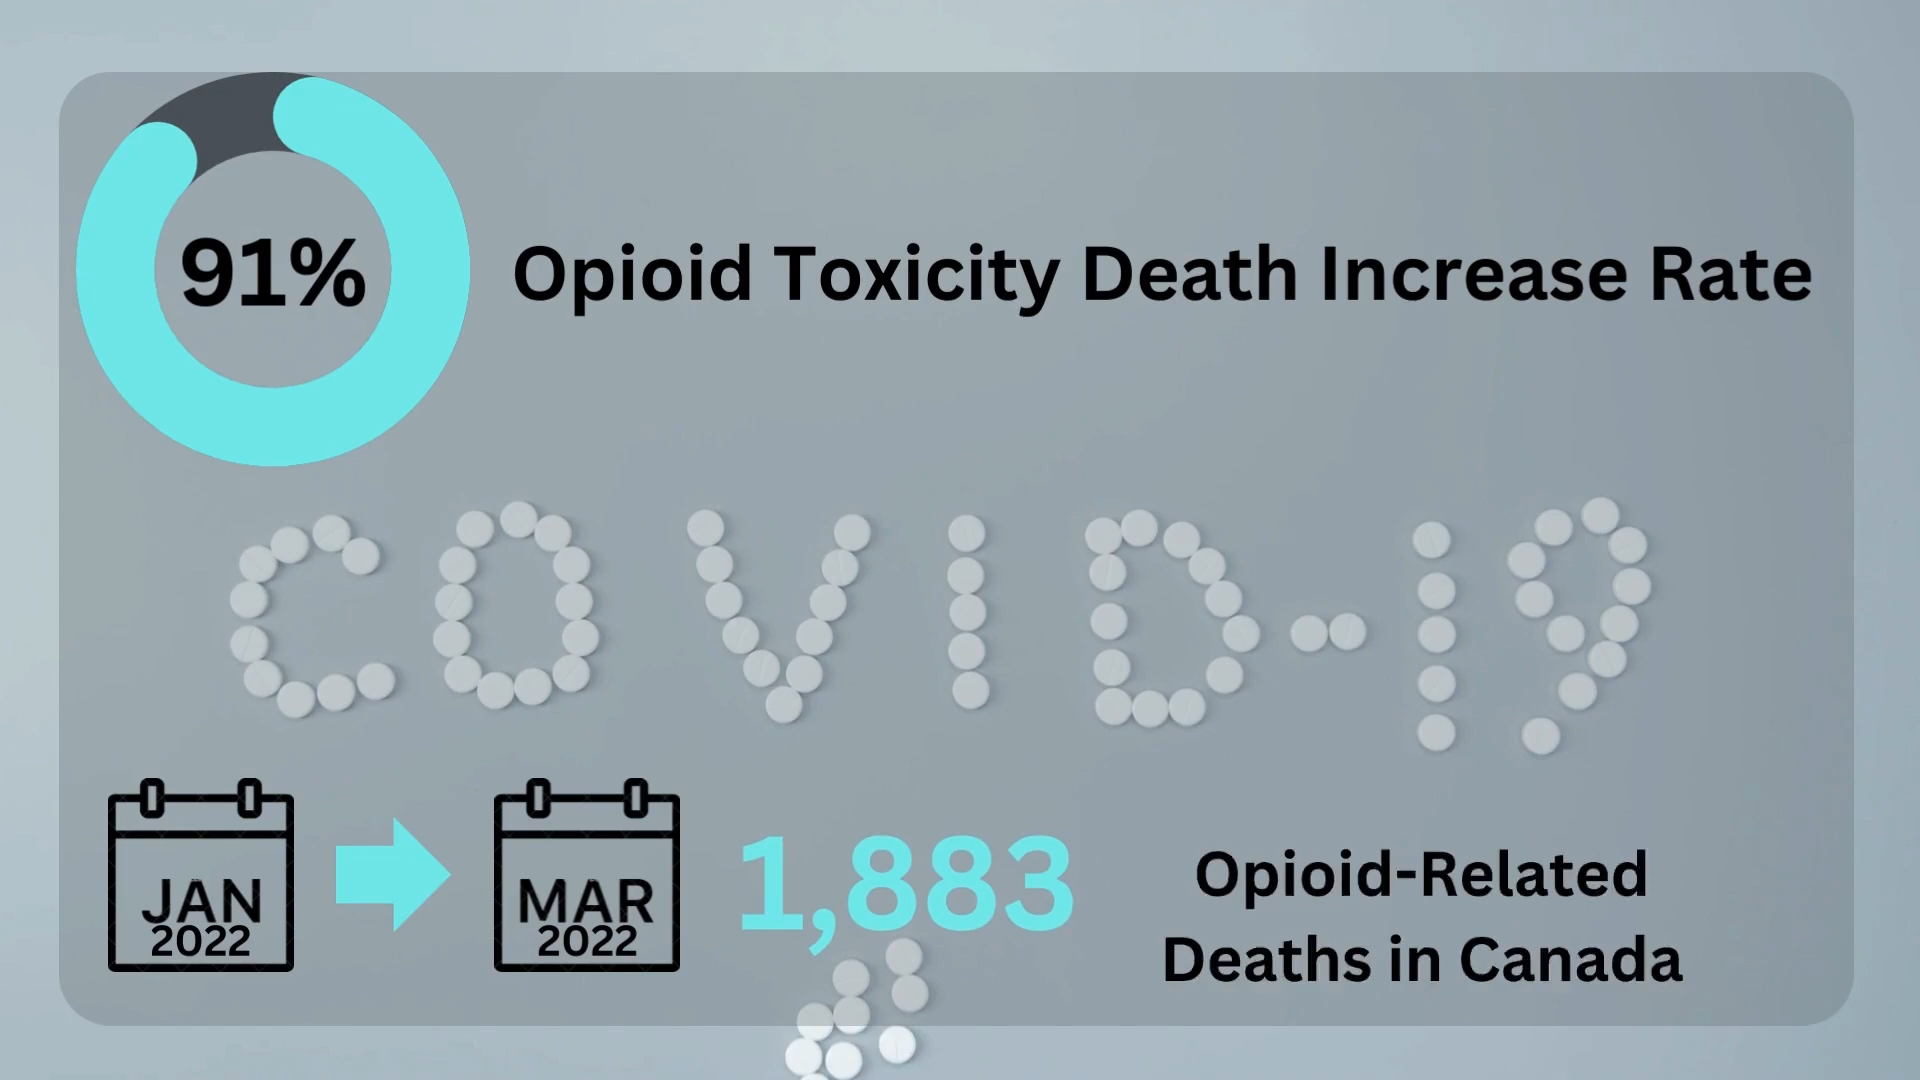 91%
Opioid Toxicity Death Increase Rate
COVID-19
JAN
2022
MAR
2022
1,883
Opioid-Related
Deaths in Canada